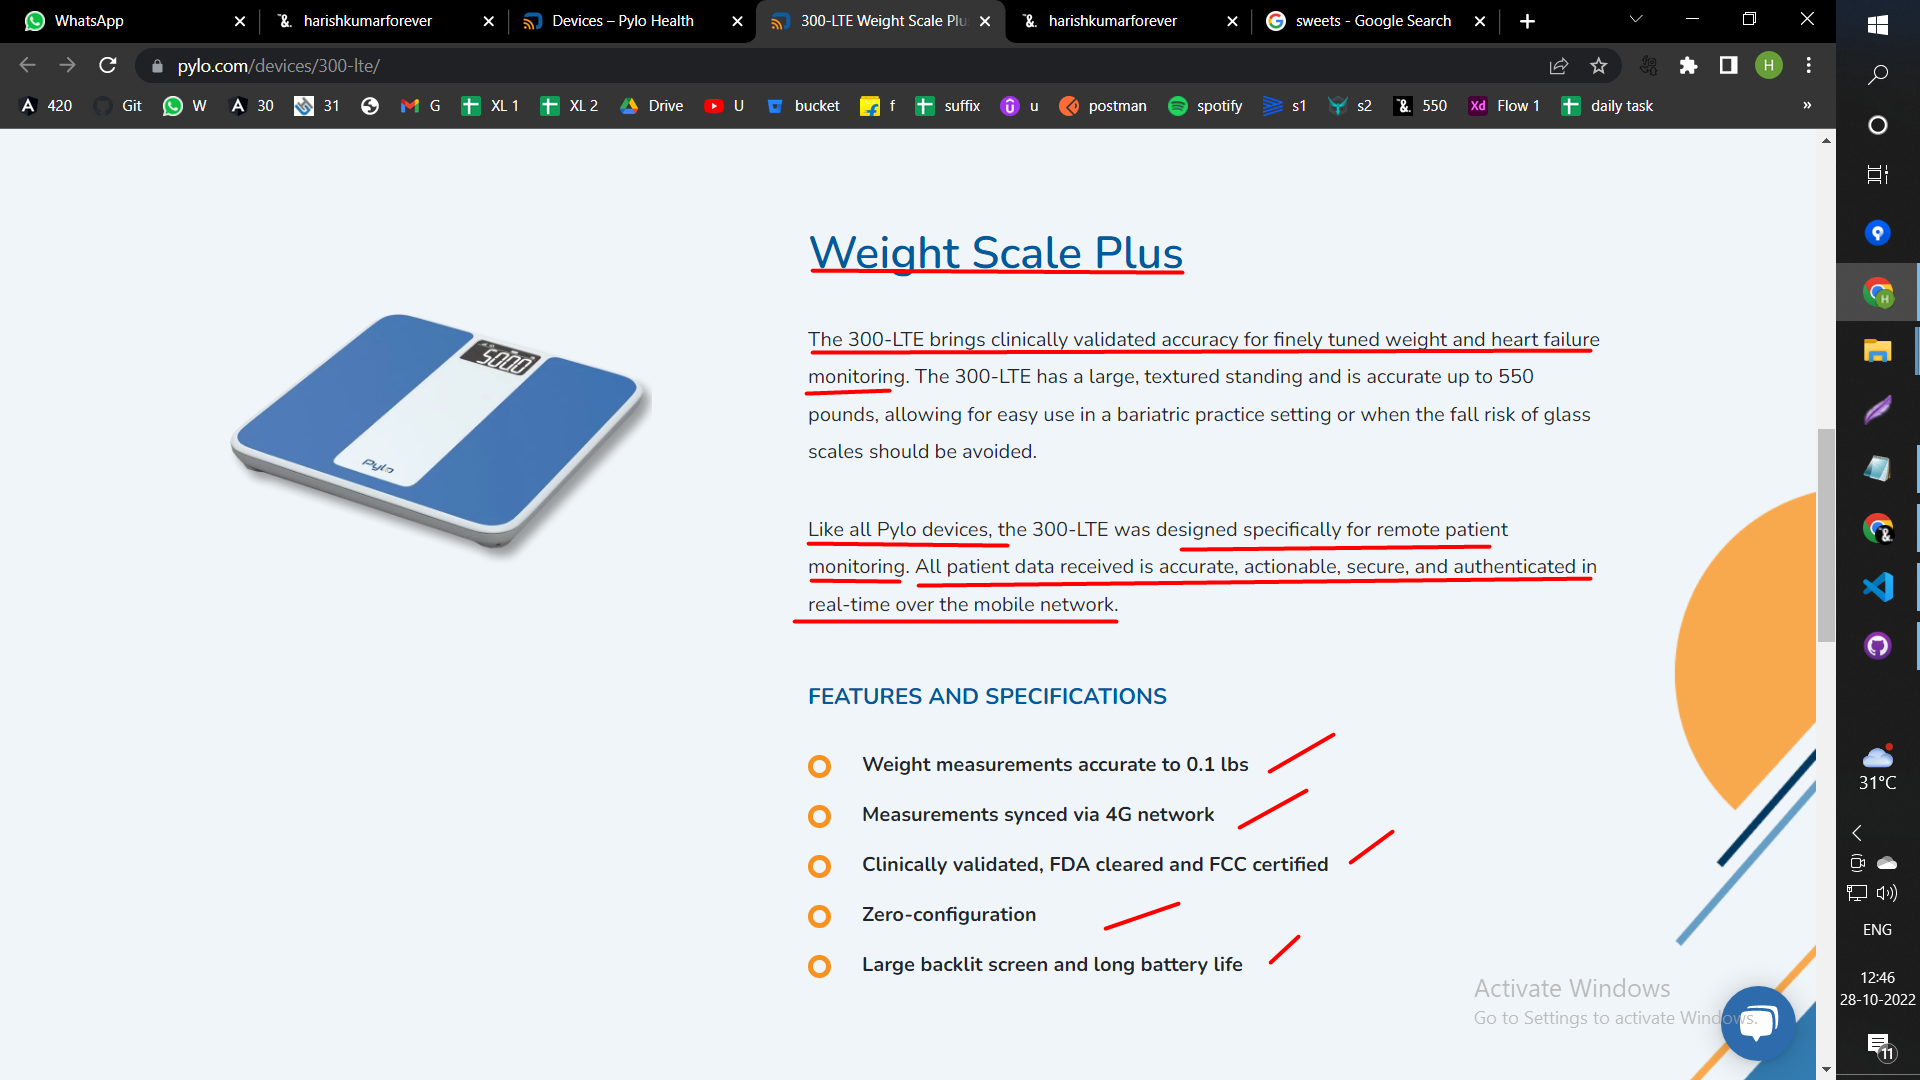 WhatsApp
harishkumarforever
Devices – Pylo Health
300-LTE Weight Scale Plu
harishkumarforever
sweets - Google Search
pylo.com/devices/300-lte/
H
420
Git
W
30
31
G
XL 1
XL 2
Drive
U
bucket
f
suffix
u
postman
spotify
s1
s2
550
Xd
Flow 1
daily task
»
Weight Scale Plus
The 300-LTE brings clinically validated accuracy for finely tuned weight and heart failure
monitoring. The 300-LTE has a large, textured standing and is accurate up to 550
pounds, allowing for easy use in a bariatric practice setting or when the fall risk of glass
scales should be avoided.
5000
Pylo
Like all Pylo devices, the 300-LTE was designed specifically for remote patient
monitoring. All patient data received is accurate, actionable, secure, and authenticated in
real-time over the mobile network.
FEATURES AND SPECIFICATIONS
Weight measurements accurate to 0.1 lbs
Measurements synced via 4G network
Clinically validated, FDA cleared and FCC certified
Zero-configuration
Large backlit screen and long battery life
Activate Windows
Go to Settings to activate Windows.
31°C
ENG
12:46
28-10-2022
11